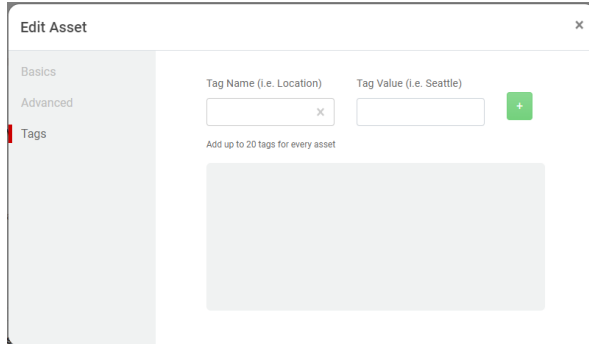 Edit Asset
×
Basics
Advanced
Tags
Tag Name (i.e. Location) Tag Value (i.e. Seattle)
× +
Add up to 20 tags for every asset